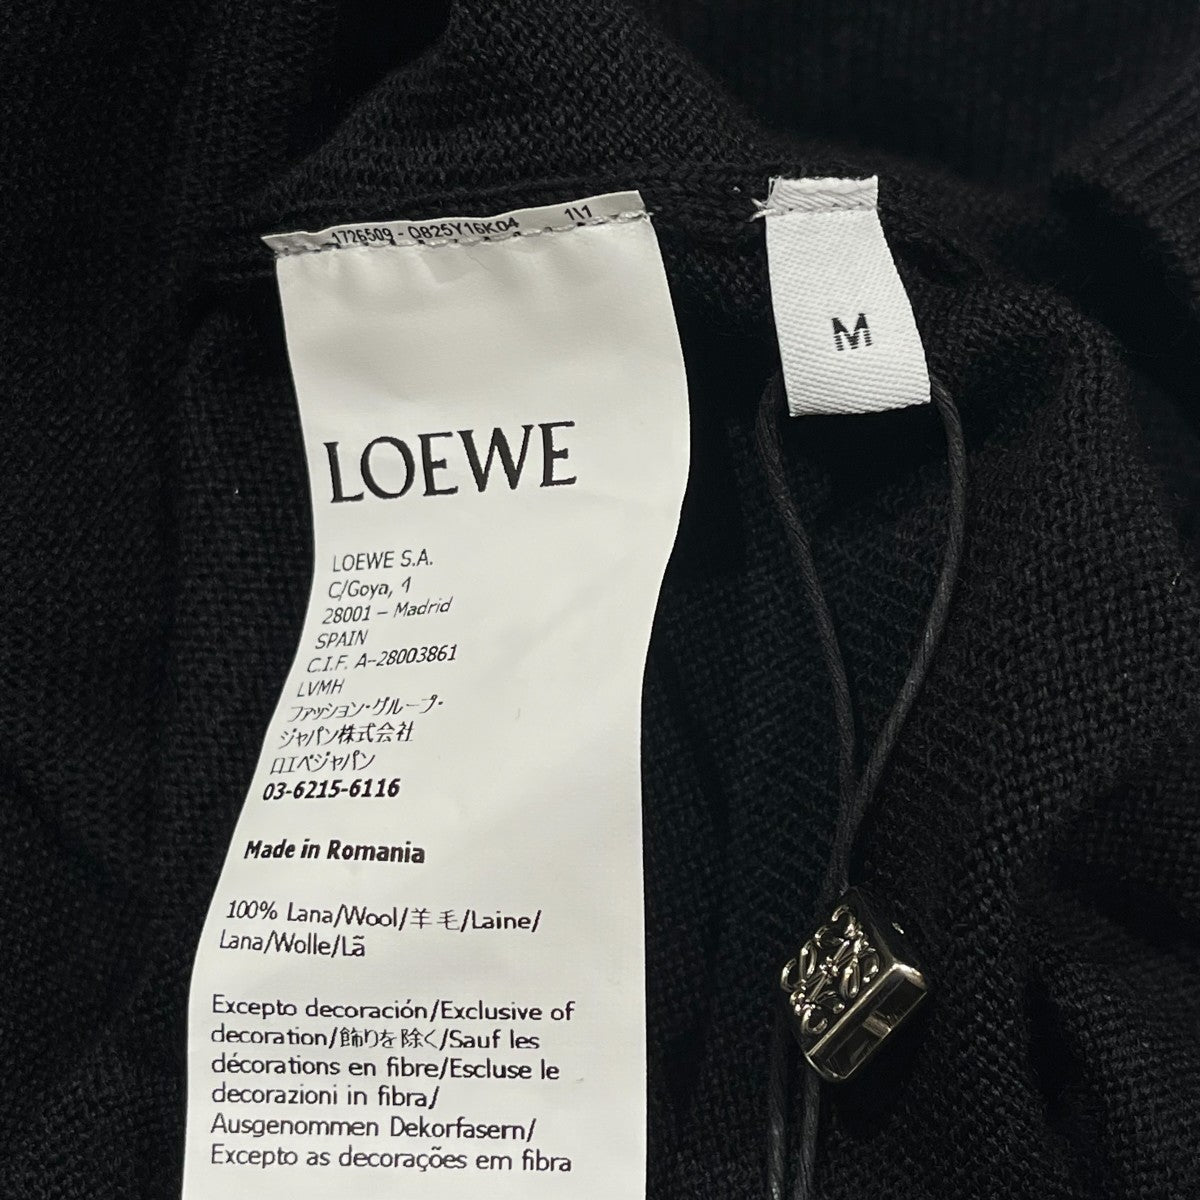 1726509 - OB25Y16K04 1\1
M
LOEWE
LOEWE S.A.
C/Goya, 4
28001 – Madrid
SPAIN
C.I.F. A-28003861
LVMH
ファッション・グループ・
ジャパン株式会社
ロエベジャパン
03-6215-6116
Made in Romania
100% Lana/Wool/羊毛/Laine/
Lana/Wolle/Lã
Excepto decoración/Exclusive of
decoration/飾りを除く/Sauf les
décorations en fibre/Escluse le
decorazioni in fibra/
Ausgenommen Dekorfasern/
Excepto as decorações em fibra